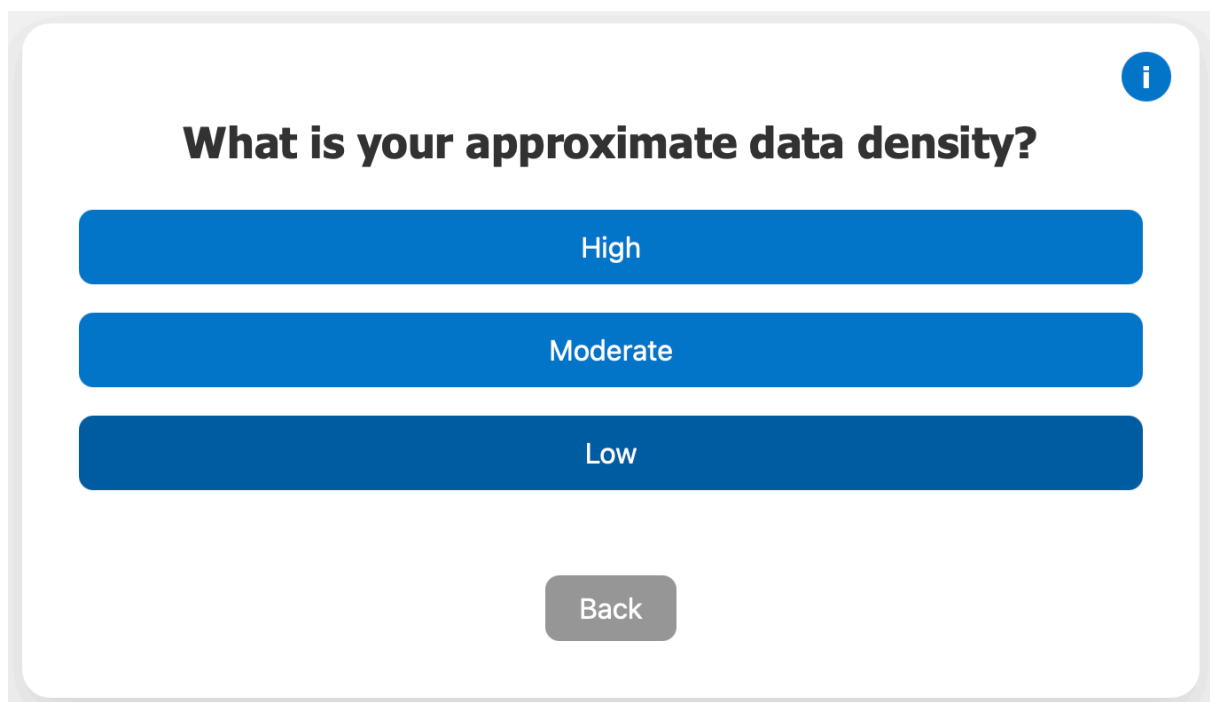 i
What is your approximate data density?
High
Moderate
Low
Back